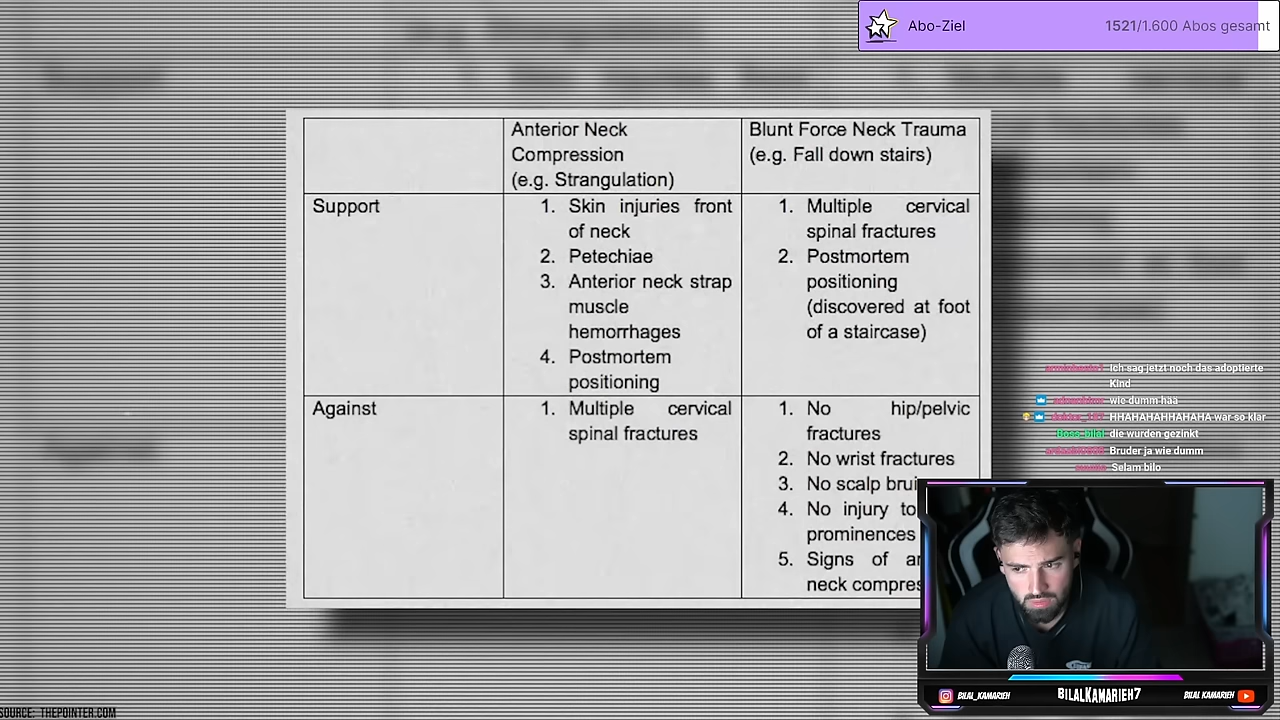 Abo-Ziel
1521/1.600 Abos gesamt
Anterior Neck
Compression
(e.g. Strangulation)
Blunt Force Neck Trauma
(e.g. Fall down stairs)
Support
1. Skin injuries front
of neck
2. Petechiae
3. Anterior neck strap
muscle
hemorrhages
4. Postmortem
positioning
1. Multiple cervical
spinal fractures
2. Postmortem
positioning
(discovered at foot
of a staircase)
Against
1. Multiple cervical
spinal fractures
1. No hip/pelvic
fractures
2. No wrist fractures
3. No scalp brui
4. No injury to
prominences
5. Signs of an
neck compres
Ich sag jetzt noch das adoptierte
Kind
wie dumm hää
HHAHAHAHHAHAHA war so klar
die wurden gezinkt
Bruder ja wie dumm
Selam bilo
BILAL_KAMARIEH
BILALKAMARIEH7
BILAL KAMARIEH
SOURCE: THEPOINTER.COM